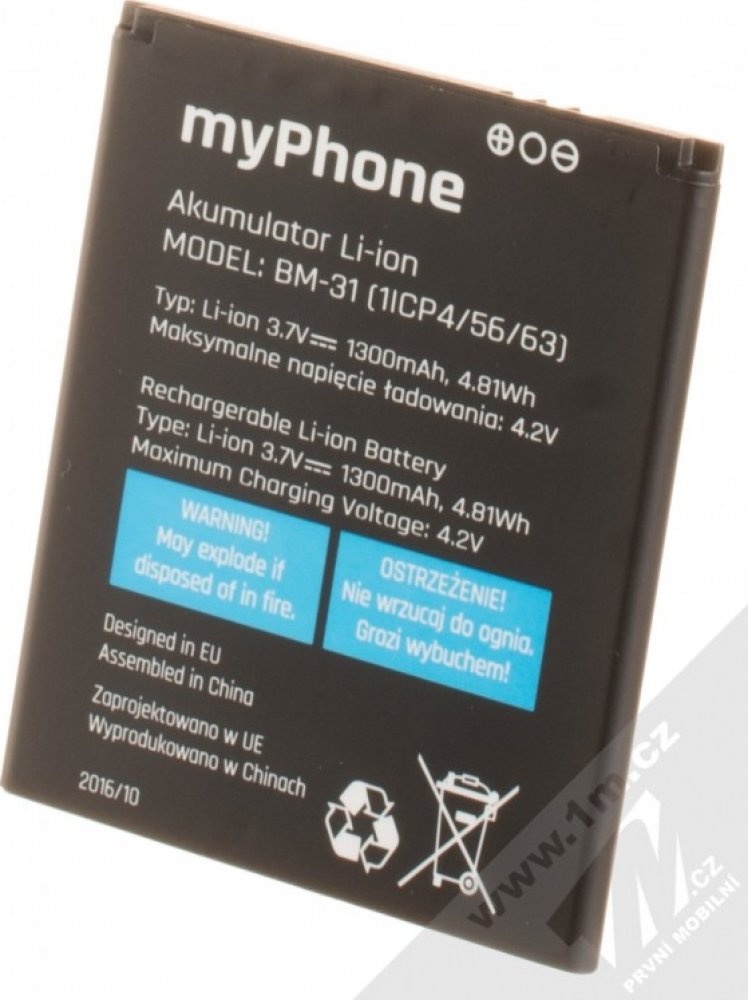 myPhone
Akumulator Li-ion
MODEL: BM-31 (1ICP4/56/63)
Typ: Li-ion 3.7V⎓ 1300mAh, 4.81Wh
Maksymalne napięcie ładowania: 4.2V
Rechargerable Li-ion Battery
Type: Li-ion 3.7V⎓ 1300mAh, 4.81Wh
Maximum Charging Voltage: 4.2V
WARNING!
May explode if
disposed of in fire.
OSTRZEŻENIE!
Nie wrzucaj do ognia.
Grozi wybuchem!
Designed in EU
Assembled in China
Zaprojektowano w UE
Wyprodukowano w Chinach
2016/10
www.1m.cz
1M.cz
PRVNÍ MOBILNÍ